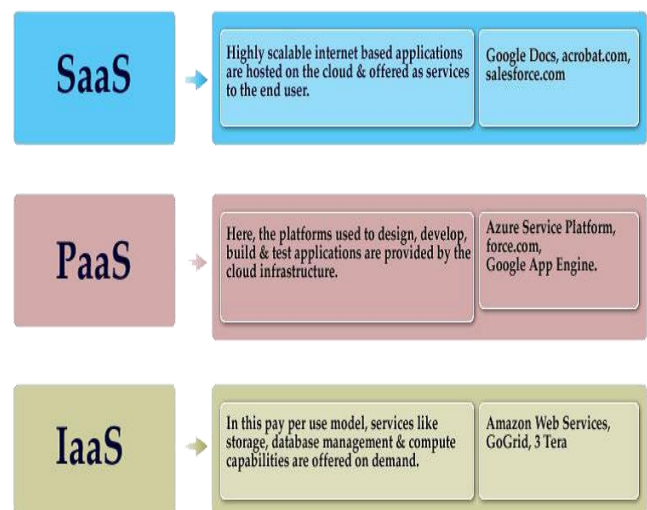 SaaS
Highly scalable internet based applications
are hosted on the cloud & offered as services
to the end user.
Google Docs, acrobat.com,
salesforce.com
PaaS
Here, the platforms used to design, develop,
build & test applications are provided by the
cloud infrastructure.
Azure Service Platform,
force.com,
Google App Engine.
IaaS
In this pay per use model, services like
storage, database management & compute
capabilities are offered on demand.
Amazon Web Services,
GoGrid, 3 Tera